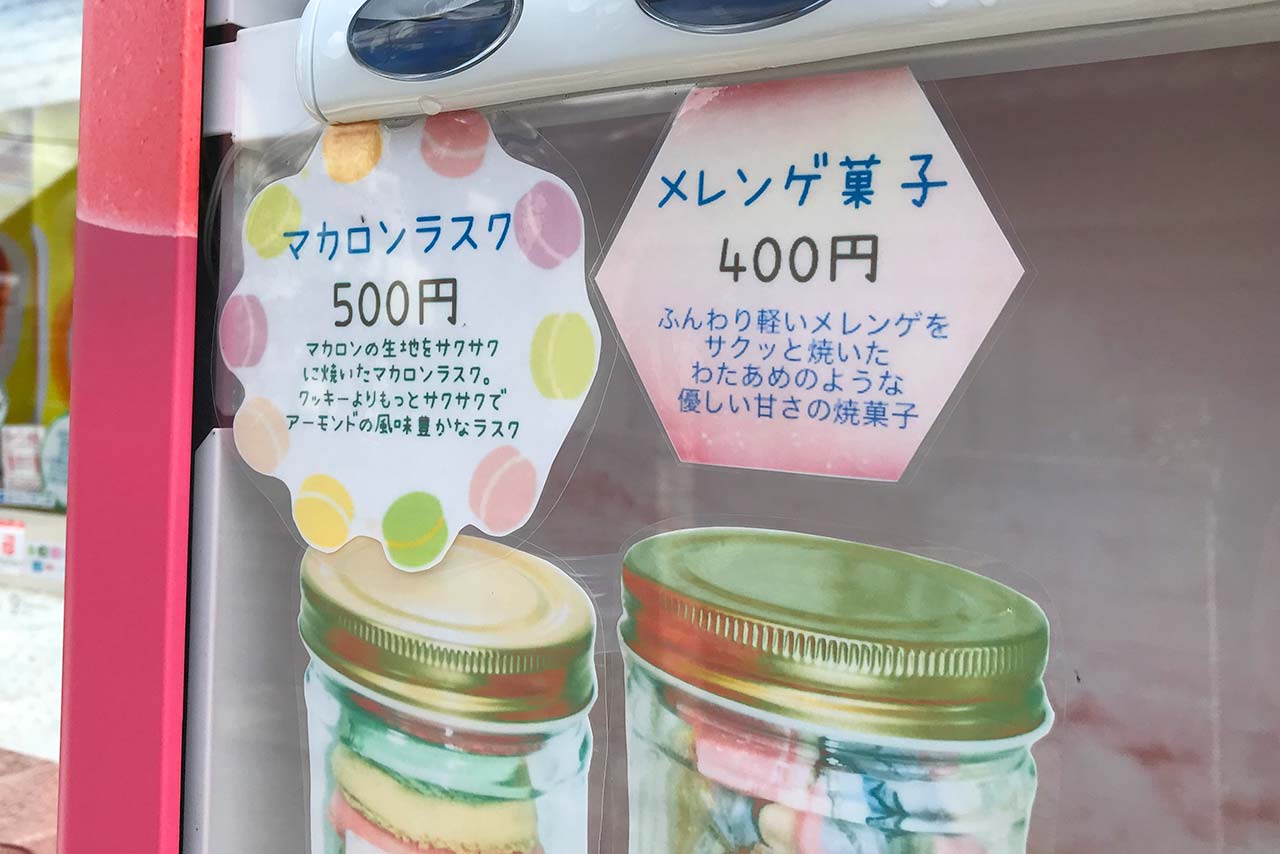 マカロンラスク
500円
マカロンの生地をサクサク
に焼いたマカロンラスク。
クッキーよりもっとサクサクで
アーモンドの風味豊かなラスク
メレンゲ菓子
400円
ふんわり軽いメレンゲを
サクッと焼いた
わたあめのような
優しい甘さの焼菓子